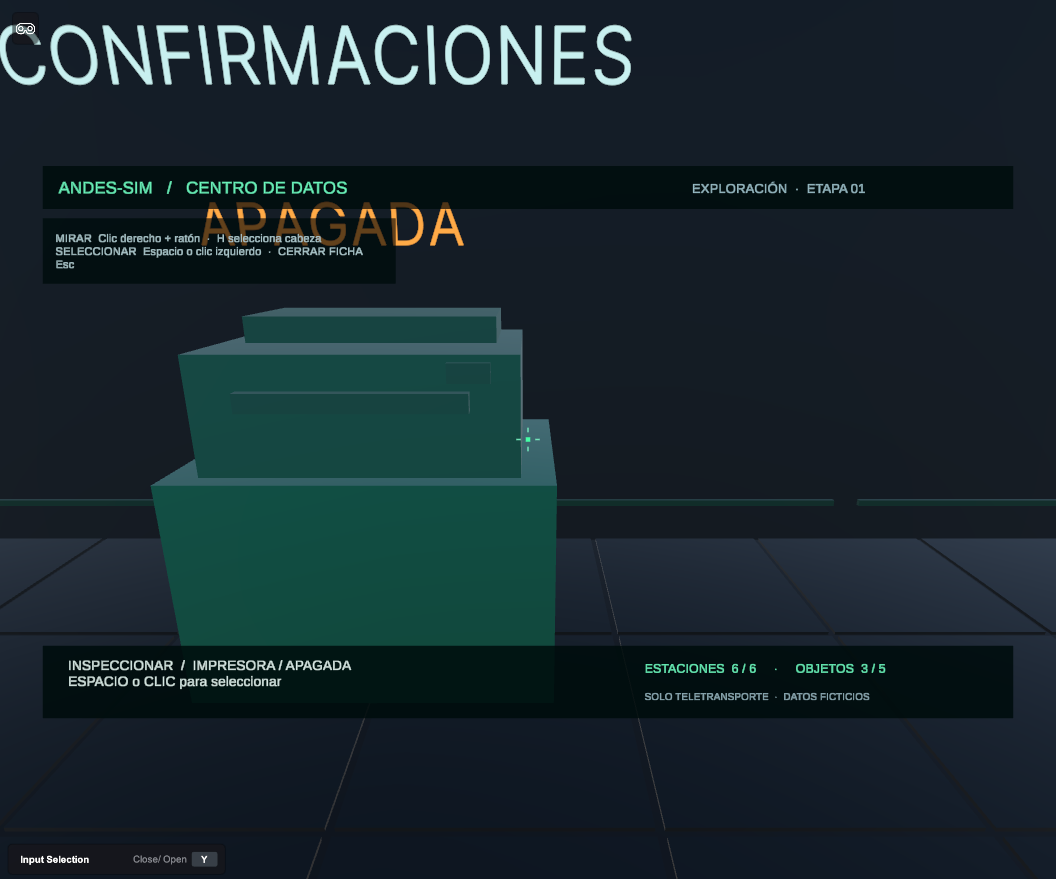 CONFIRMACIONES
ANDES-SIM / CENTRO DE DATOS
EXPLORACIÓN · ETAPA 01
APAGADA
MIRAR Clic derecho + ratón · H selecciona cabeza
SELECCIONAR Espacio o clic izquierdo · CERRAR FICHA
Esc
INSPECCIONAR / IMPRESORA / APAGADA
ESPACIO o CLIC para seleccionar
ESTACIONES 6 / 6 · OBJETOS 3 / 5
SOLO TELETRANSPORTE · DATOS FICTICIOS
Input Selection Close/ Open Y